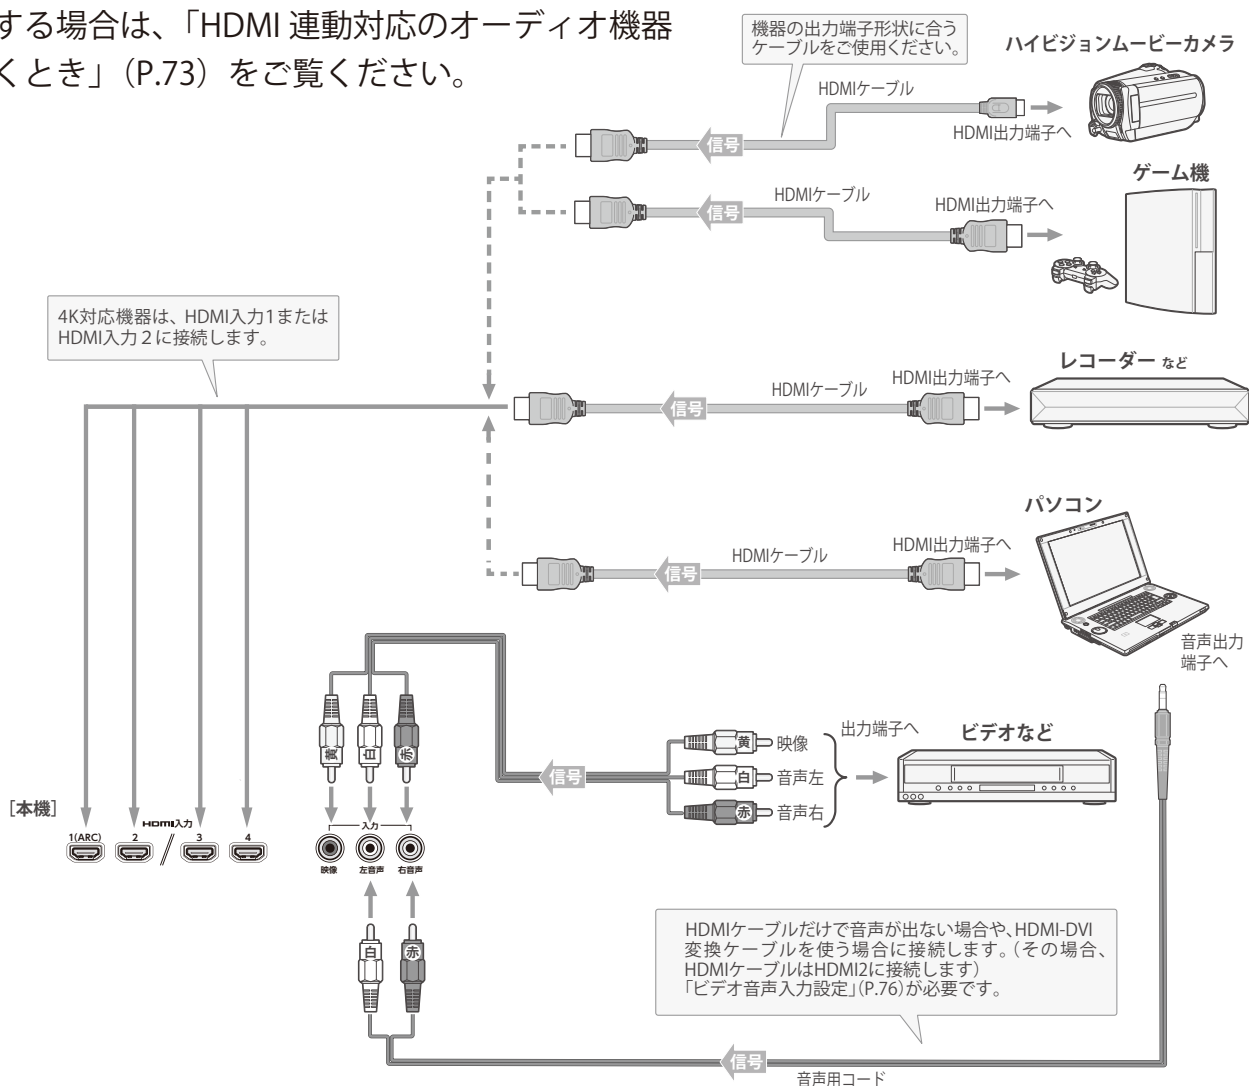 する場合は、「HDMI 連動対応のオーディオ機器
くとき」（P.73）をご覧ください。
機器の出力端子形状に合う
ケーブルをご使用ください。
ハイビジョンムービーカメラ
HDMIケーブル
信号
HDMI出力端子へ
ゲーム機
HDMIケーブル
HDMI出力端子へ
信号
4K対応機器は、HDMI入力1または
HDMI入力２に接続します。
レコーダー など
HDMIケーブル
HDMI出力端子へ
信号
パソコン
HDMIケーブル
HDMI出力端子へ
信号
音声出力
端子へ
黄
白
赤
出力端子へ
ビデオなど
黄 映像
信号
白 音声左
赤 音声右
［本機］
HDMI入力
1(ARC)
2
3
4
入力
映像
左音声
右音声
白
赤
HDMIケーブルだけで音声が出ない場合や、HDMI-DVI
変換ケーブルを使う場合に接続します。（その場合、
HDMIケーブルはHDMI2に接続します）
「ビデオ音声入力設定」（P.76）が必要です。
信号
音声用コード